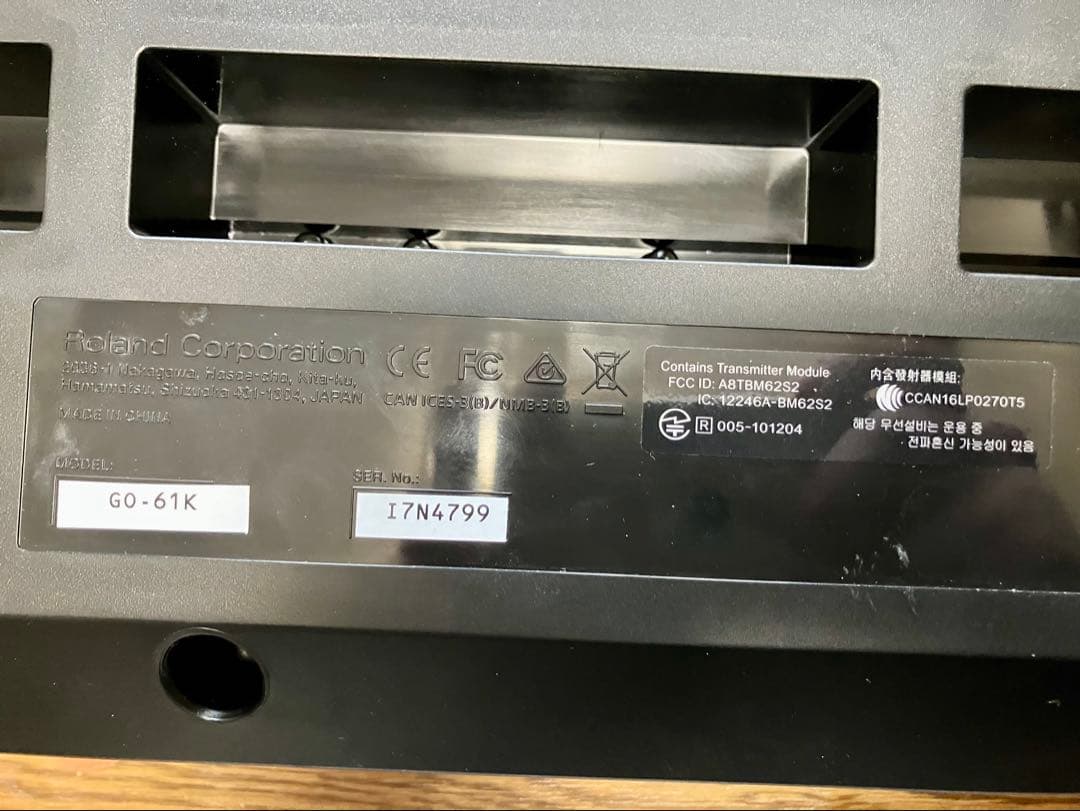 Roland Corporation
2036-1 Nakagawa, Hosoe-cho, Kita-ku,
Hamamatsu, Shizuoka 431-1304, JAPAN
MADE IN CHINA
CE FC
CAN ICES-3(B)/NMB-3(B)
Contains Transmitter Module
FCC ID: A8TBM62S2
IC: 12246A-BM62S2
R 005-101204
内含發射器模組:
CCAN16LP0270T5
해당 무선설비는 운용 중
전파혼신 가능성이 있음
MODEL:
GO-61K
SER. No.:
I7N4799